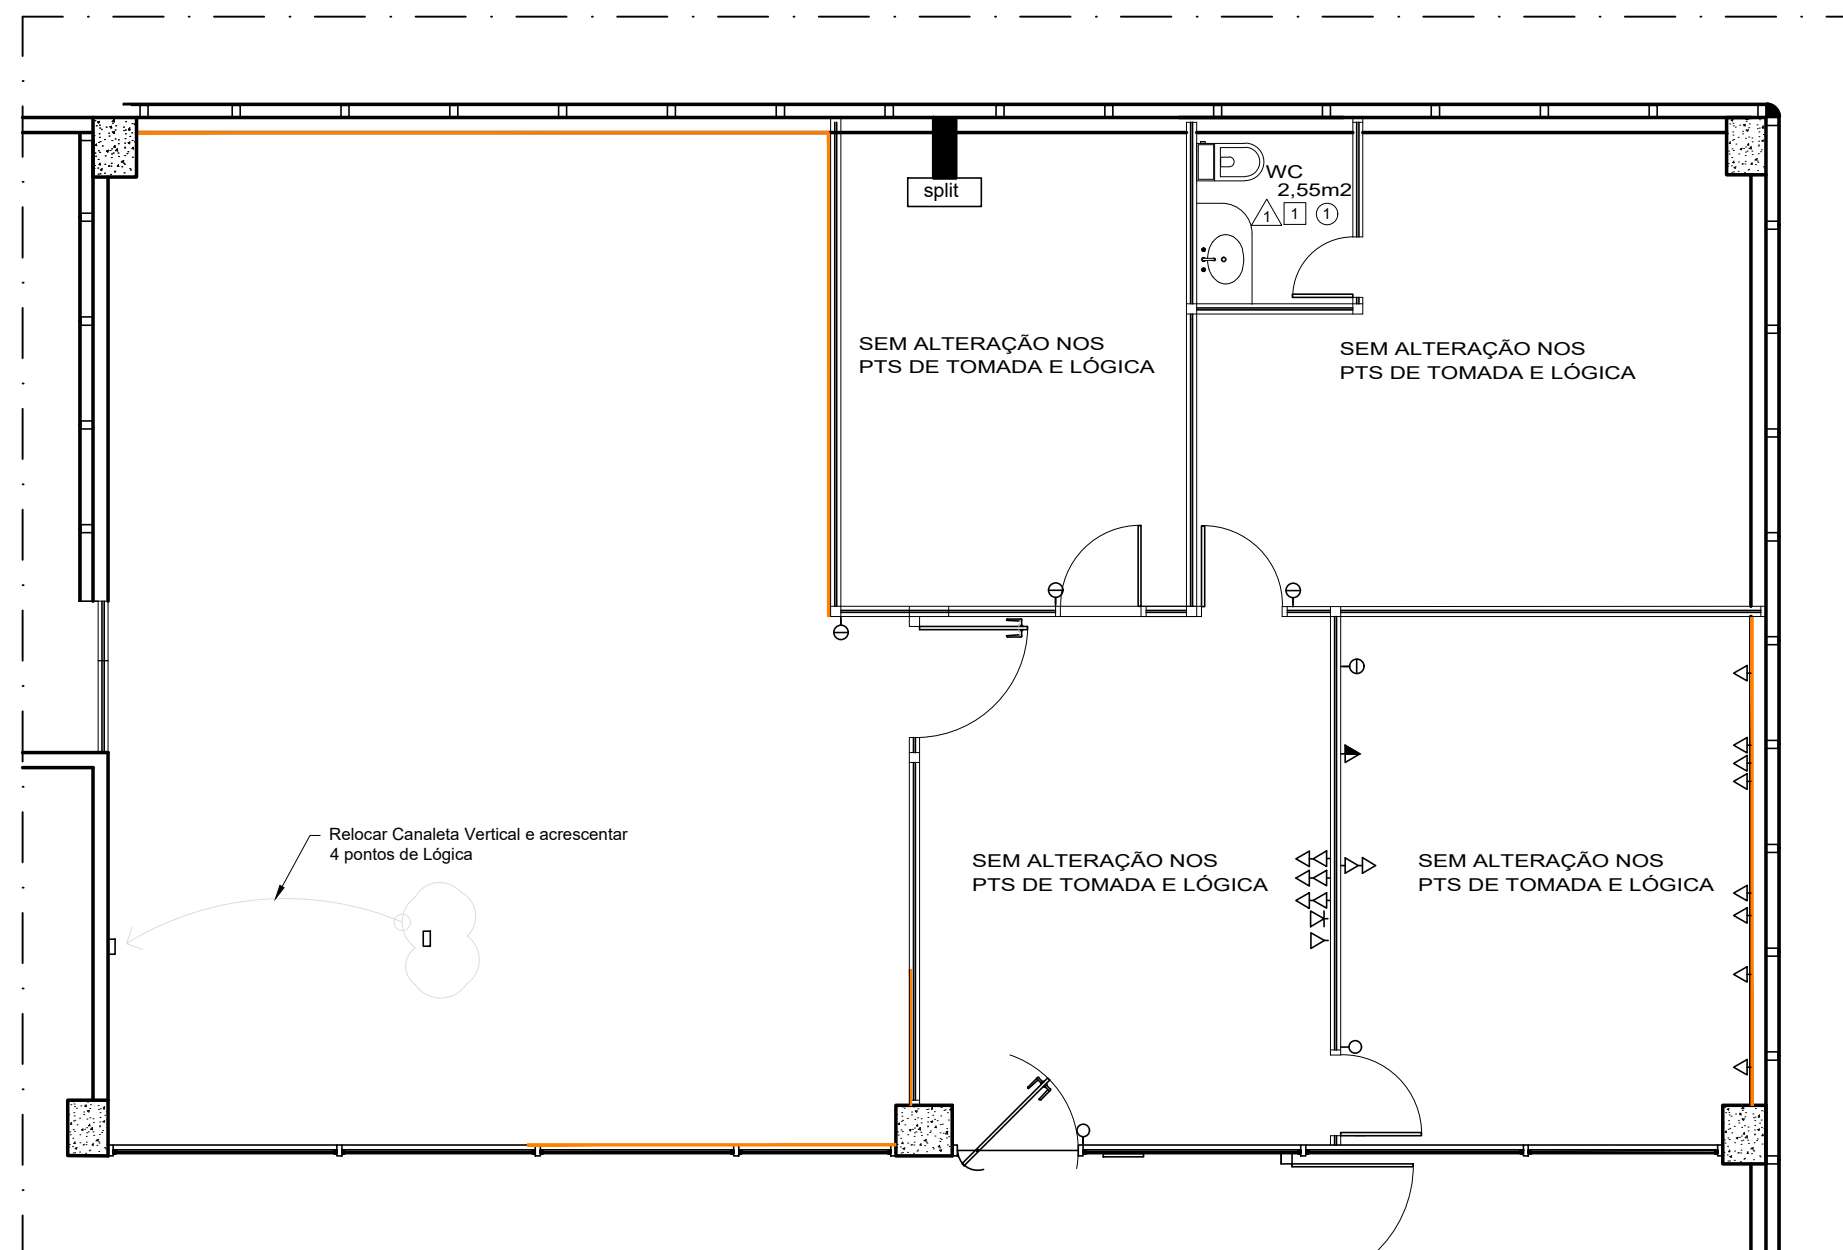 split
WC
2,55m2
1 1 1
SEM ALTERAÇÃO NOS
PTS DE TOMADA E LÓGICA
SEM ALTERAÇÃO NOS
PTS DE TOMADA E LÓGICA
Relocar Canaleta Vertical e acrescentar
4 pontos de Lógica
SEM ALTERAÇÃO NOS
PTS DE TOMADA E LÓGICA
SEM ALTERAÇÃO NOS
PTS DE TOMADA E LÓGICA